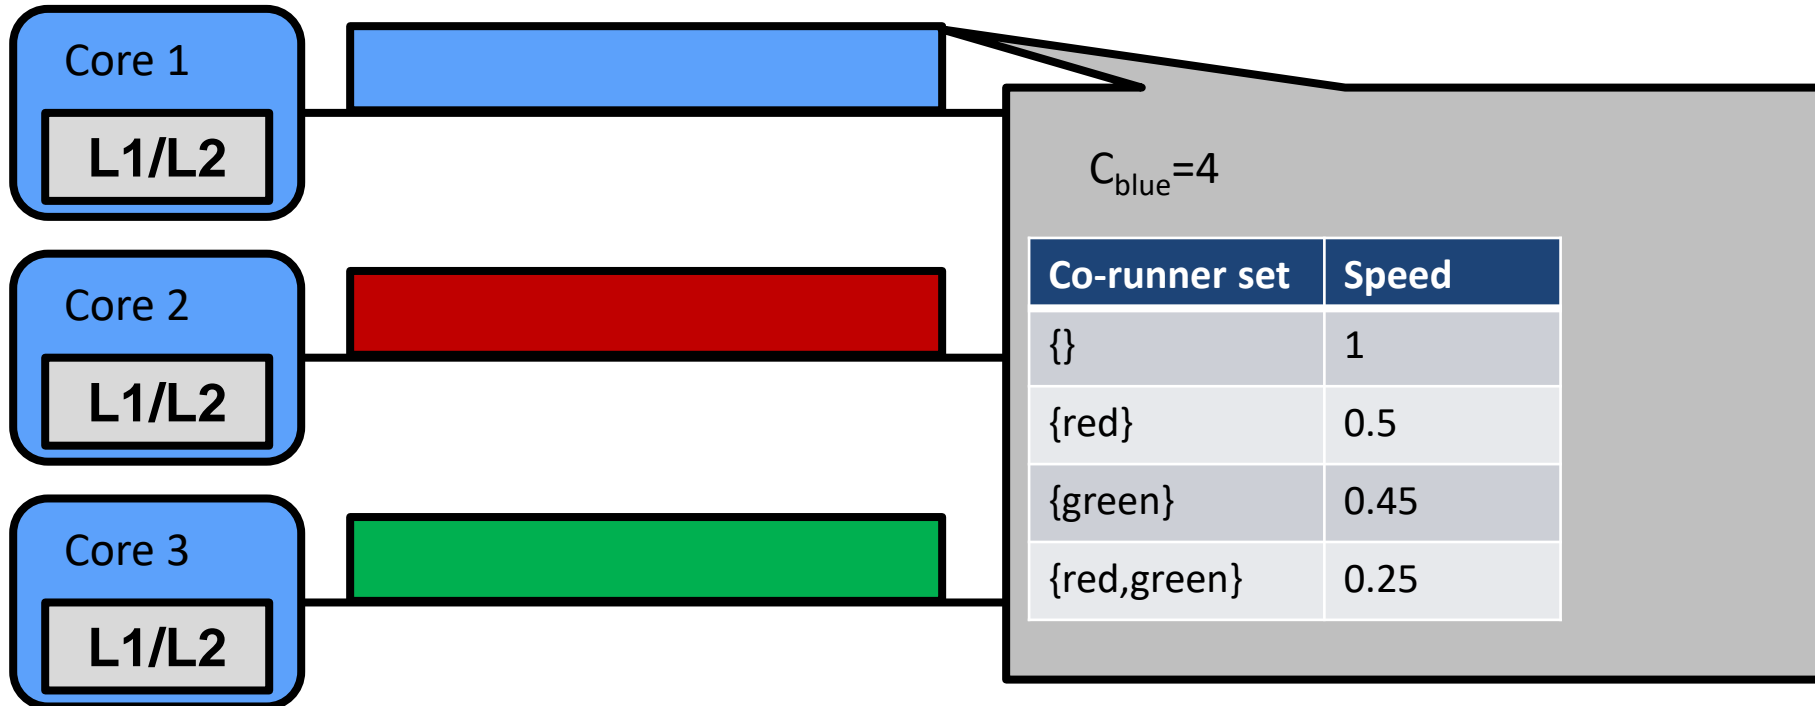 Core 1
L1/L2
Core 2
L1/L2
Core 3
L1/L2
C_blue=4
Co-runner set Speed
{} 1
{red} 0.5
{green} 0.45
{red,green} 0.25